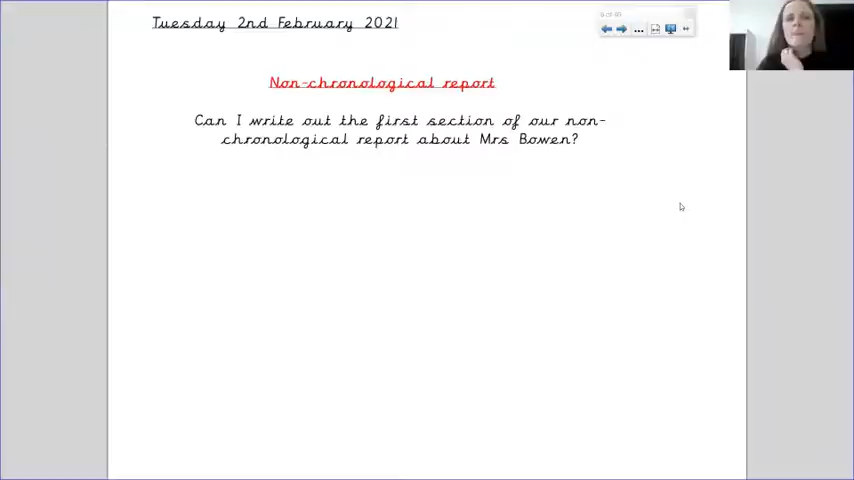 Tuesday 2nd February 2021
Non-chronological report
Can I write out the first section of our non-
chronological report about Mrs Bowen?